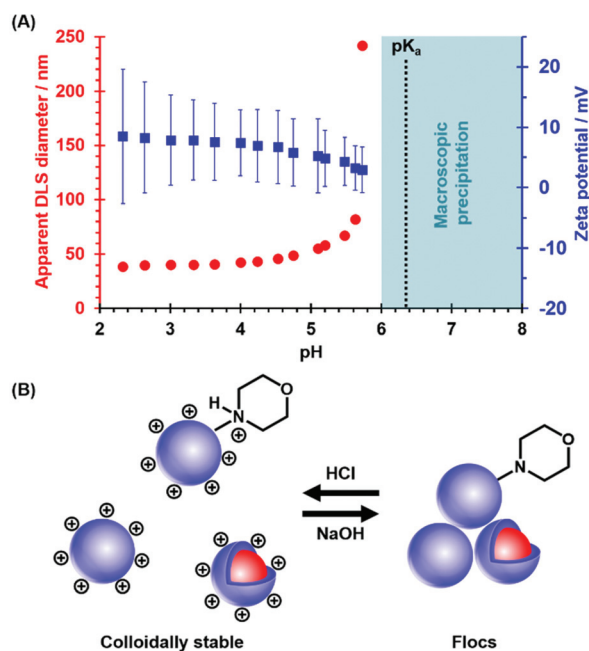 (A)
Apparent DLS diameter / nm
250
200
150
100
50
0
pKa
Macroscopic
precipitation
20
10
0
-10
-20
Zeta potential / mV
2 3 4 5 6 7 8
pH
(B)
H
N
⊕
O
⊕ ⊕ ⊕ ⊕ ⊕ ⊕ ⊕
HCl
NaOH
N
O
⊕ ⊕ ⊕ ⊕ ⊕ ⊕ ⊕
⊕ ⊕ ⊕ ⊕ ⊕ ⊕ ⊕
Colloidally stable
Flocs